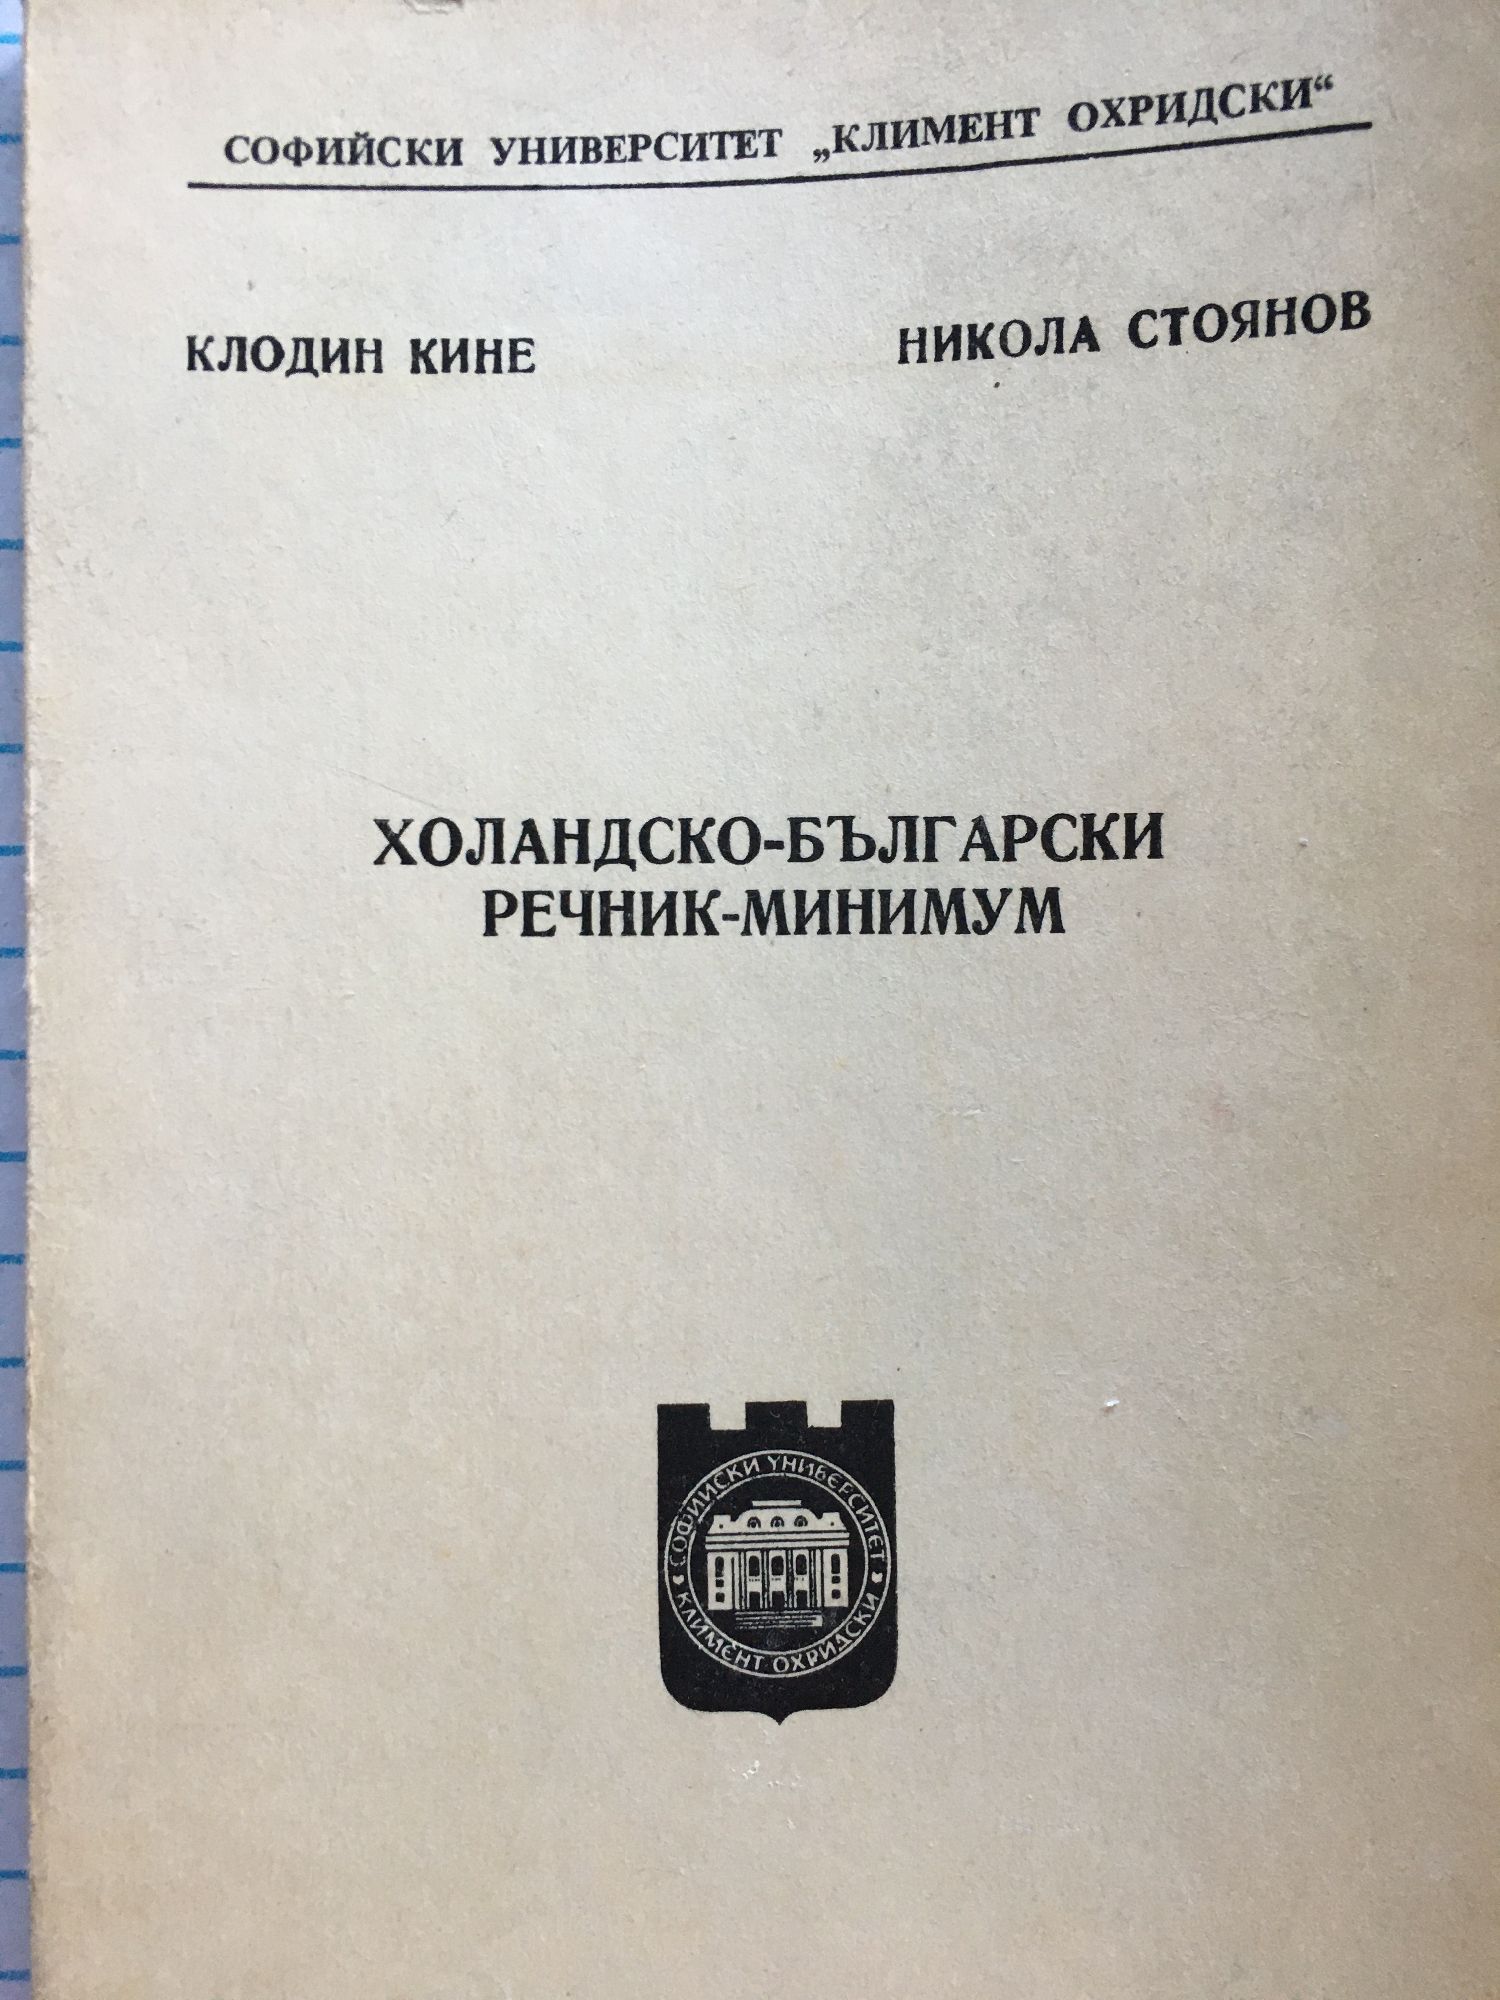 СОФИЙСКИ УНИВЕРСИТЕТ „КЛИМЕНТ ОХРИДСКИ“
КЛОДИН КИНЕ
НИКОЛА СТОЯНОВ
ХОЛАНДСКО-БЪЛГАРСКИ
РЕЧНИК-МИНИМУМ
СОФИЙСКИ УНИВЕРСИТЕТ
КЛИМЕНТ ОХРИДСКИ